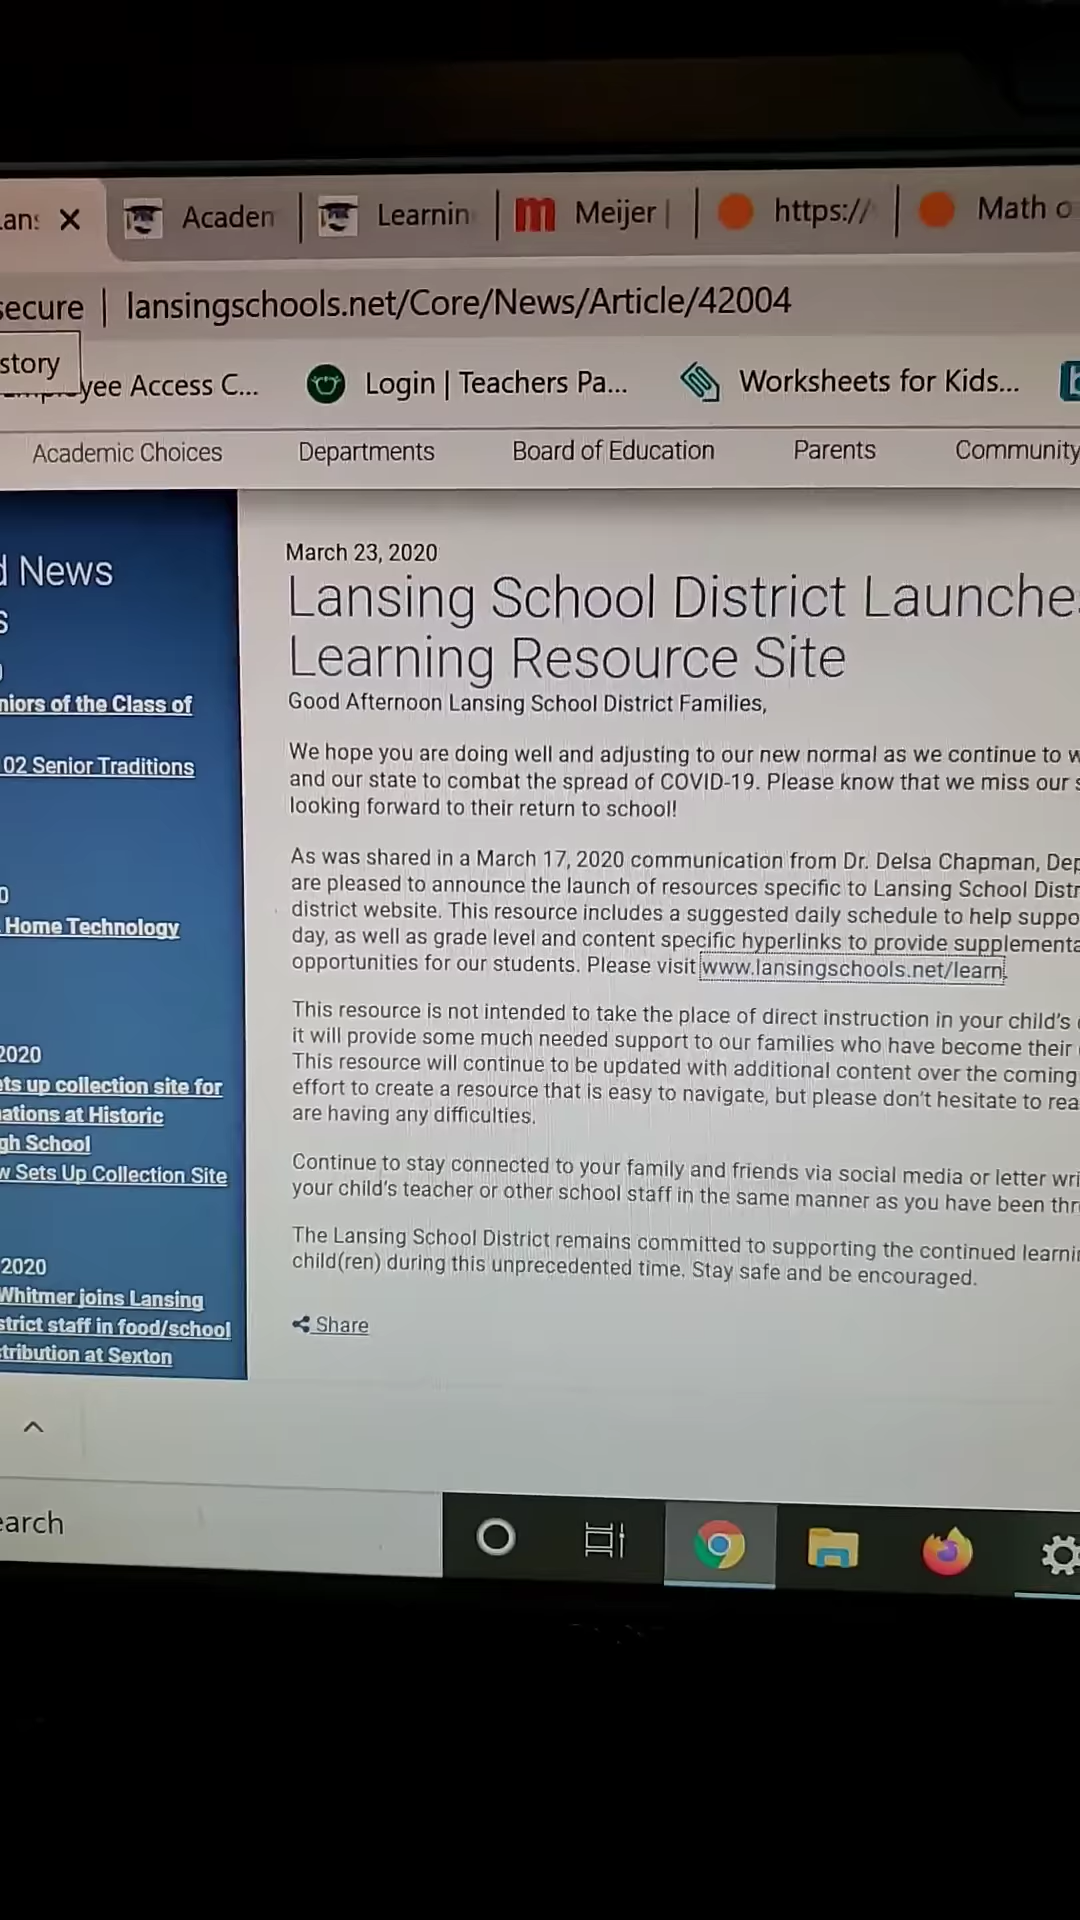 Acaden
Learnin
Meijer |
https://
Math o
secure | lansingschools.net/Core/News/Article/42004
story
yee Access C...
Login | Teachers Pa...
Worksheets for Kids...
Academic Choices
Departments
Board of Education
Parents
Community
News
niors of the Class of
02 Senior Traditions
Home Technology
2020
ets up collection site for
ations at Historic
gh School
w Sets Up Collection Site
2020
Whitmer joins Lansing
strict staff in food/school
tribution at Sexton
March 23, 2020
Lansing School District Launche
Learning Resource Site
Good Afternoon Lansing School District Families,
We hope you are doing well and adjusting to our new normal as we continue to w
and our state to combat the spread of COVID-19. Please know that we miss our s
looking forward to their return to school!
As was shared in a March 17, 2020 communication from Dr. Delsa Chapman, Dep
are pleased to announce the launch of resources specific to Lansing School Distr
district website. This resource includes a suggested daily schedule to help suppo
day, as well as grade level and content specific hyperlinks to provide supplementa
opportunities for our students. Please visit www.lansingschools.net/learn.
This resource is not intended to take the place of direct instruction in your child's
it will provide some much needed support to our families who have become their
This resource will continue to be updated with additional content over the coming
effort to create a resource that is easy to navigate, but please don't hesitate to rea
are having any difficulties.
Continue to stay connected to your family and friends via social media or letter wri
your child's teacher or other school staff in the same manner as you have been thr
The Lansing School District remains committed to supporting the continued learni
child(ren) during this unprecedented time. Stay safe and be encouraged.
Share
earch